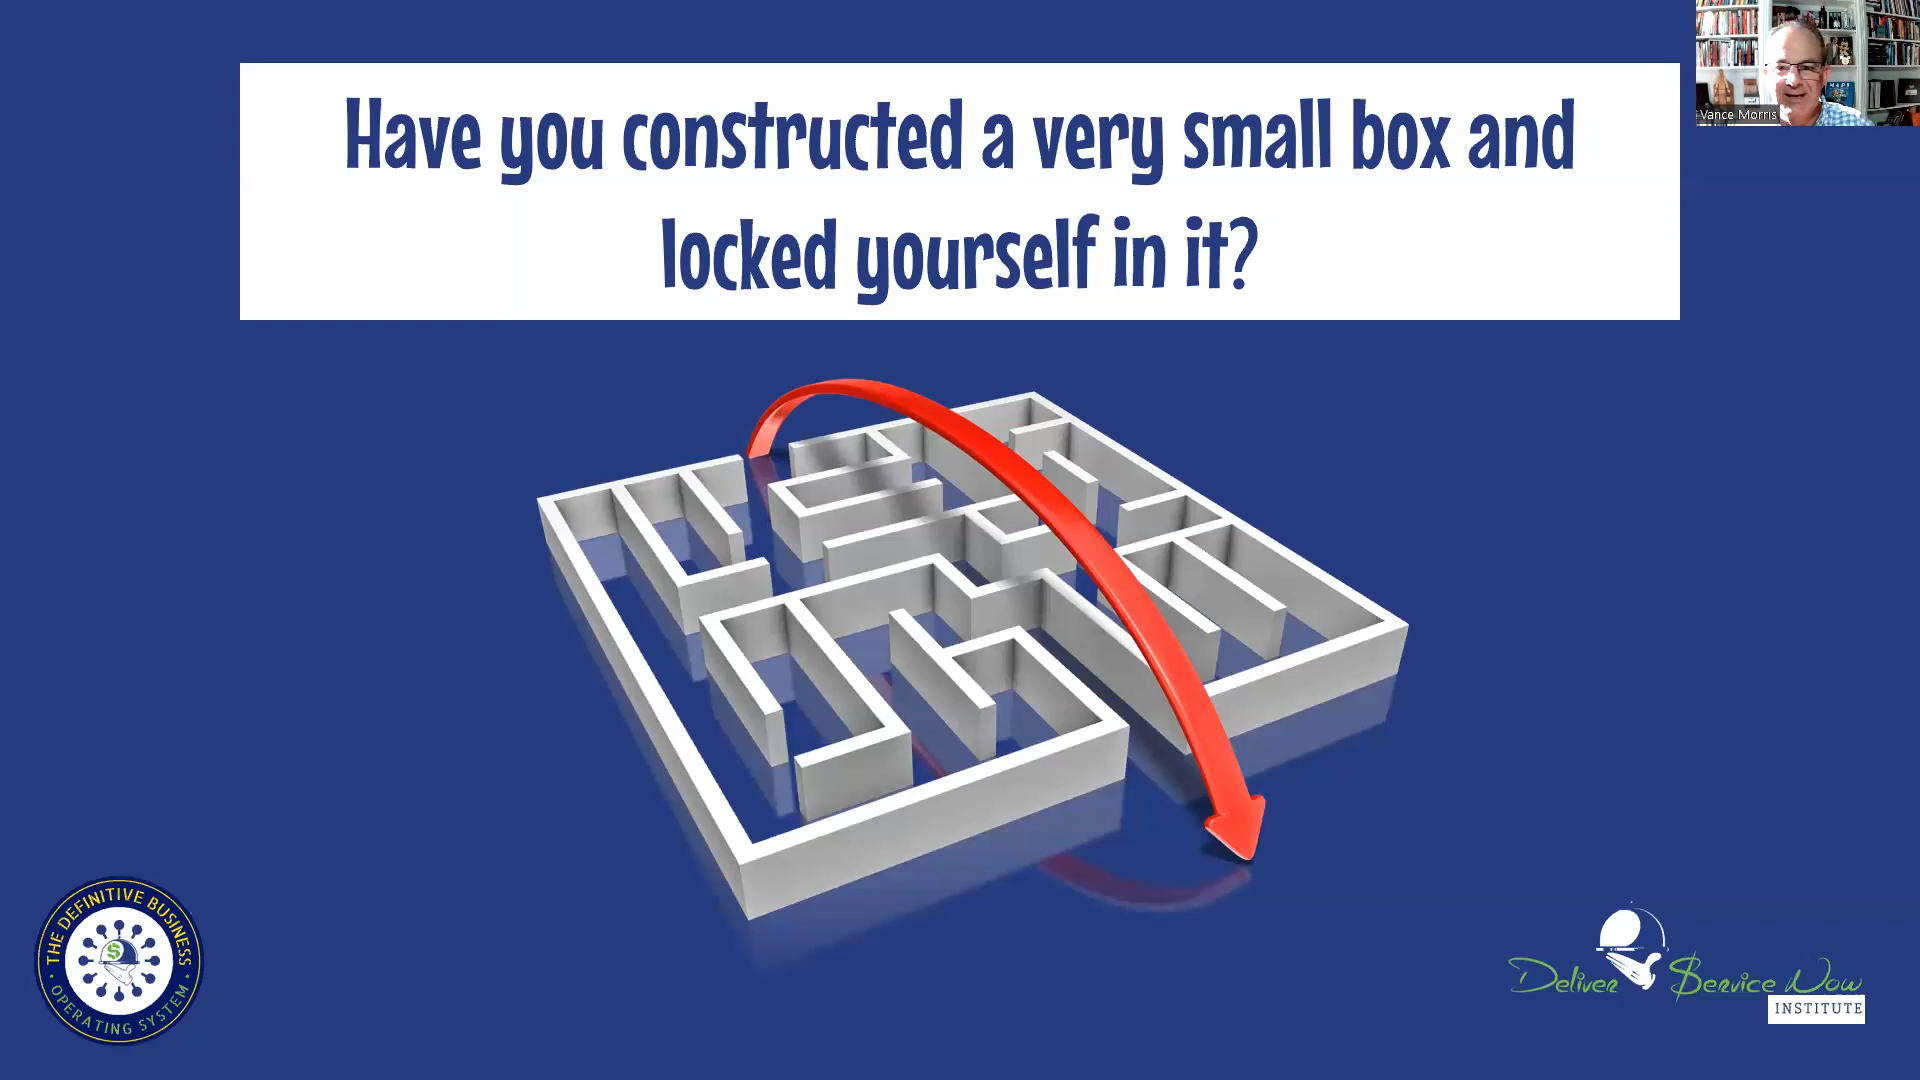 Have you constructed a very small box and
locked yourself in it?
Vance Morris
THE DEFINITIVE BUSINESS
OPERATING SYSTEM
$
Deliver $ervice Now
INSTITUTE